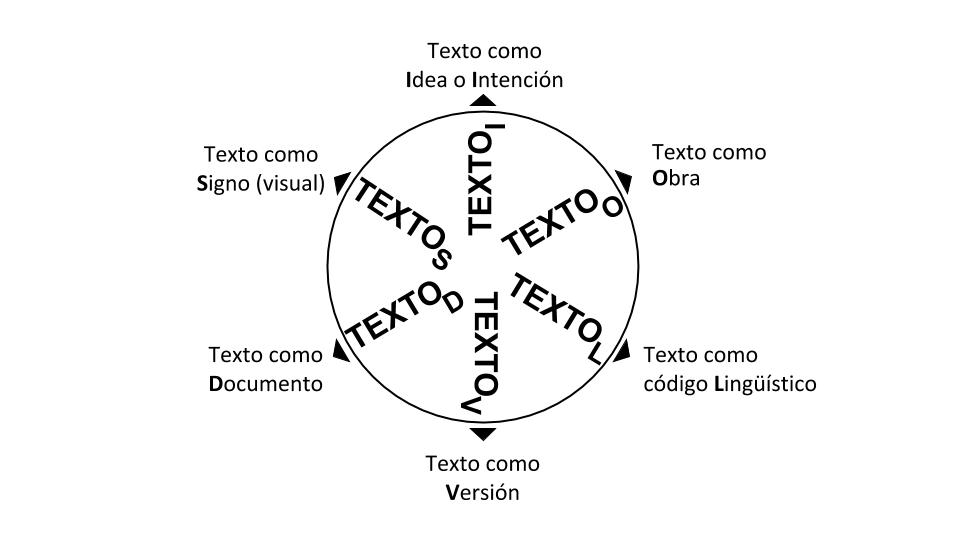 Texto como
Idea o Intención
Texto como
Signo (visual)
Texto como
Obra
TEXTOI
TEXTOS
TEXTOO
TEXTOD
TEXTOV
TEXTOL
Texto como
Documento
Texto como
código Lingüístico
Texto como
Versión